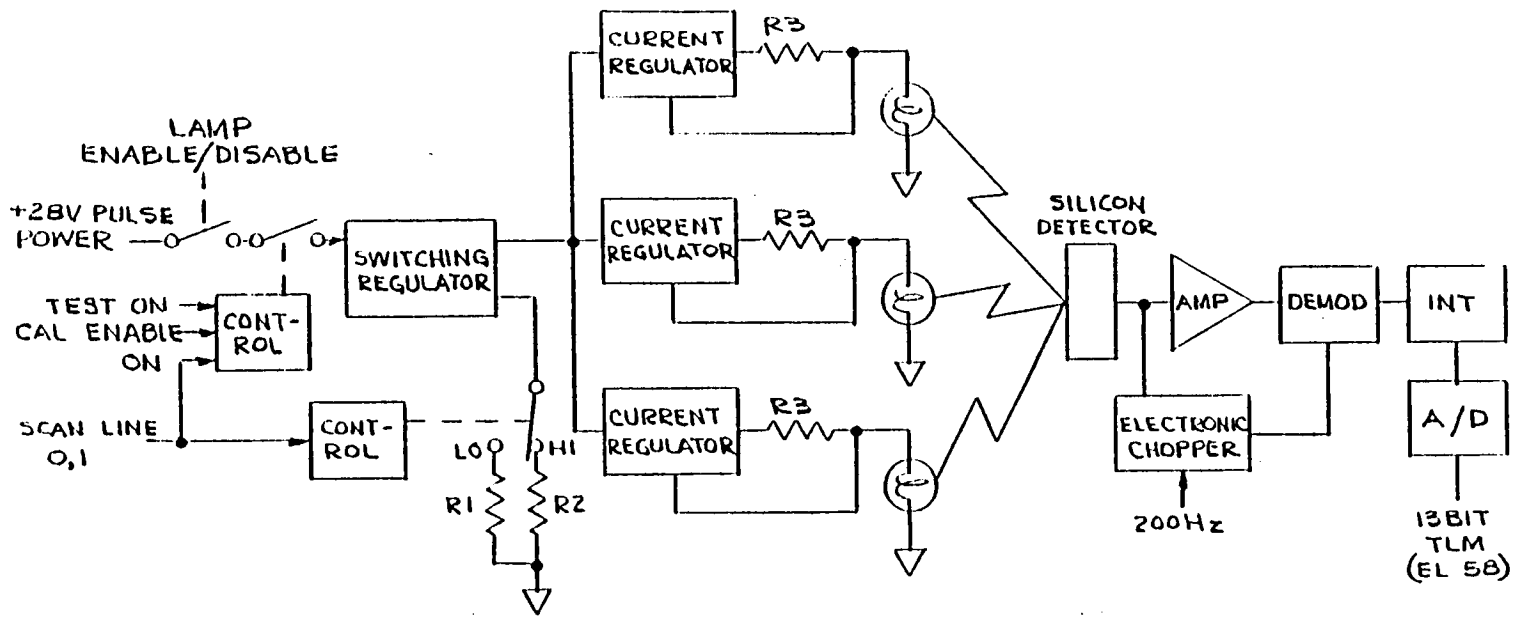 LAMP
ENABLE/DISABLE
+28V PULSE
POWER
TEST ON
CAL ENABLE
ON
CONT-
ROL
SCAN LINE
0,1
CONT-
ROL
SWITCHING
REGULATOR
LO
HI
R1
R2
CURRENT
REGULATOR
R3
CURRENT
REGULATOR
R3
CURRENT
REGULATOR
R3
SILICON
DETECTOR
AMP
DEMOD
INT
ELECTRONIC
CHOPPER
200Hz
A/D
13BIT
TLM
(EL 58)